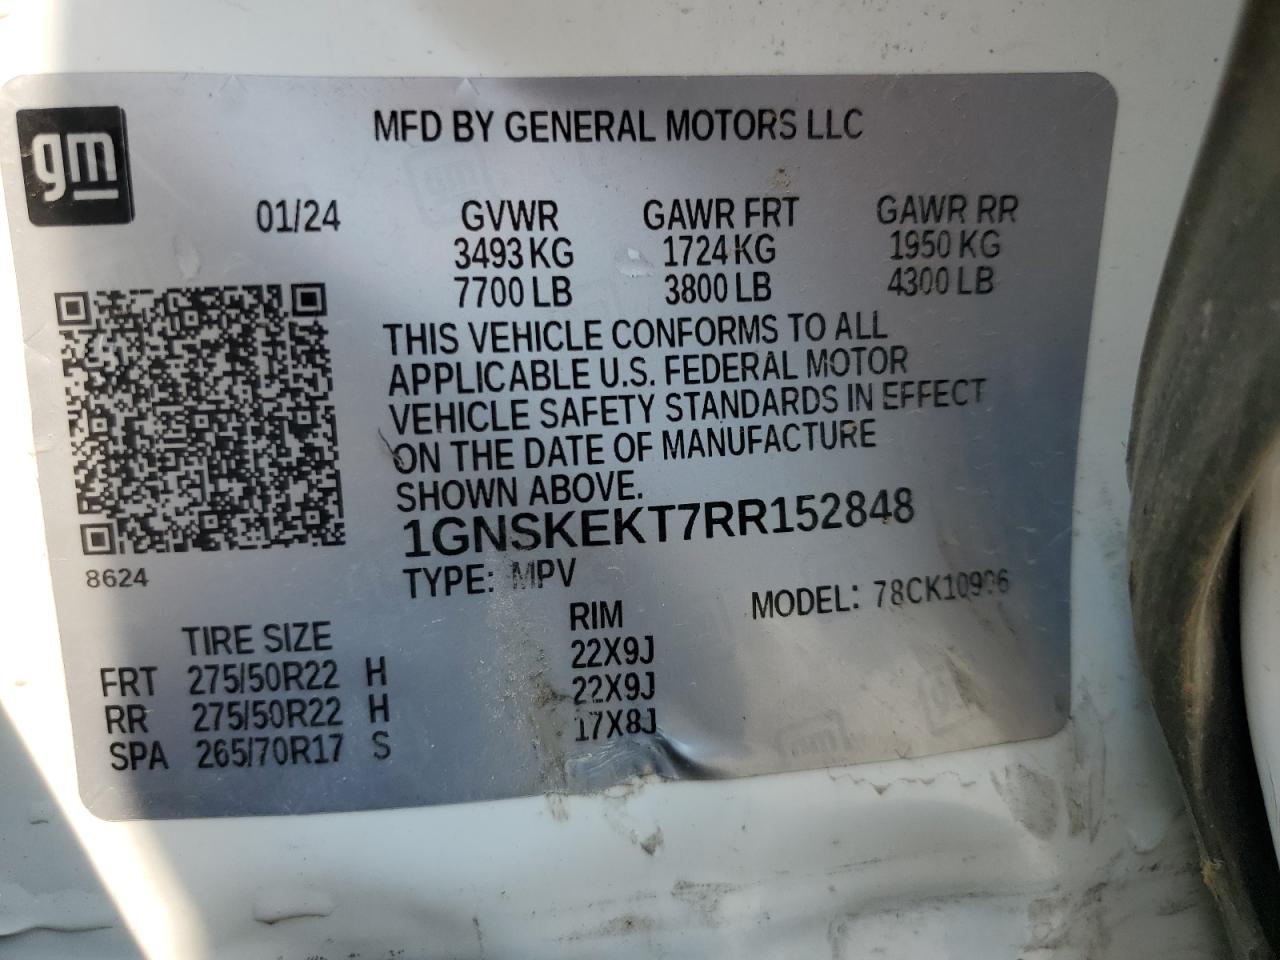 gm
MFD BY GENERAL MOTORS LLC
01/24 GVWR GAWR FRT GAWR RR
3493 KG 1724 KG 1950 KG
7700 LB 3800 LB 4300 LB
THIS VEHICLE CONFORMS TO ALL
APPLICABLE U.S. FEDERAL MOTOR
VEHICLE SAFETY STANDARDS IN EFFECT
ON THE DATE OF MANUFACTURE
SHOWN ABOVE.
1GNSKEKT7RR152848
8624
TYPE: MPV
MODEL:
TIRE SIZE RIM
FRT 275/50R22 H 22X9J
RR 275/50R22 H 22X9J
SPA 265/70R17 S 17X8J